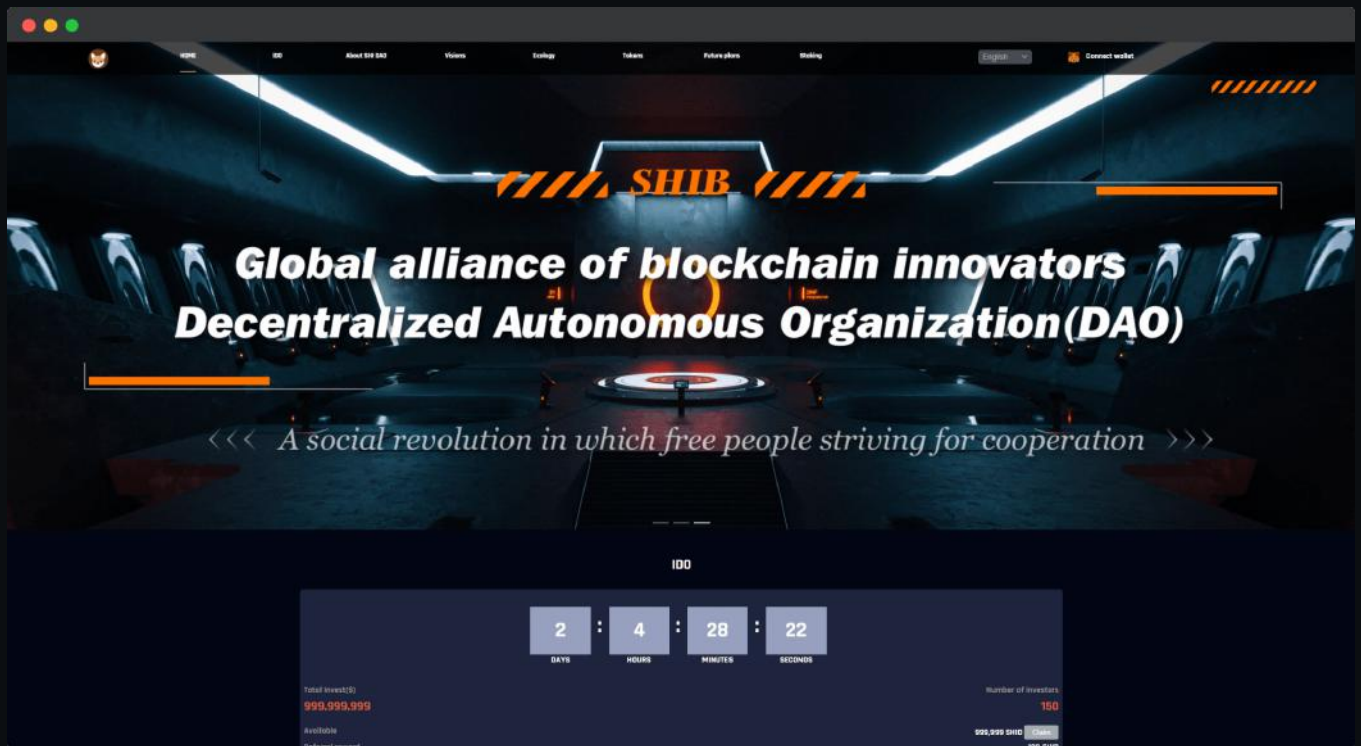 HOME
IDO
About SHI DAO
Visions
Ecology
Tokens
Future plans
Staking
English
Connect wallet
SHIB
Global alliance of blockchain innovators
Decentralized Autonomous Organization(DAO)
<<< A social revolution in which free people striving for cooperation >>>
IDO
2 : 4 : 28 : 22
DAYS HOURS MINUTES SECONDS
Total Invest($) Number of Investors
999,999,999 150
Available 999,999 SHID Claim